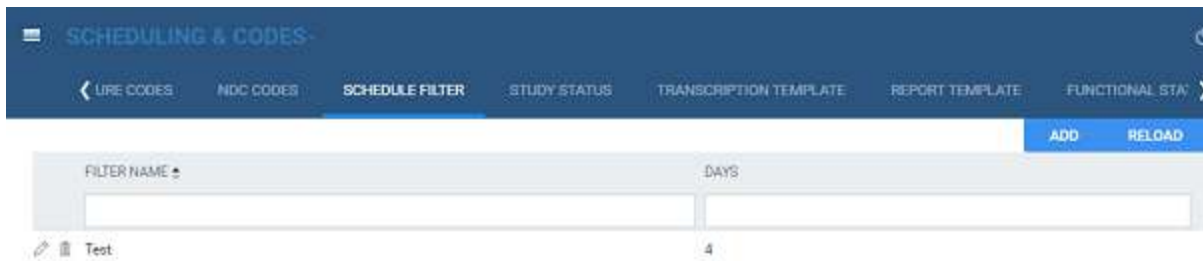 SCHEDULING & CODES-
URE CODES NDC CODES SCHEDULE FILTER STUDY STATUS TRANSCRIPTION TEMPLATE REPORT TEMPLATE FUNCTIONAL STA
ADD RELOAD
FILTER NAME DAYS
Test 4